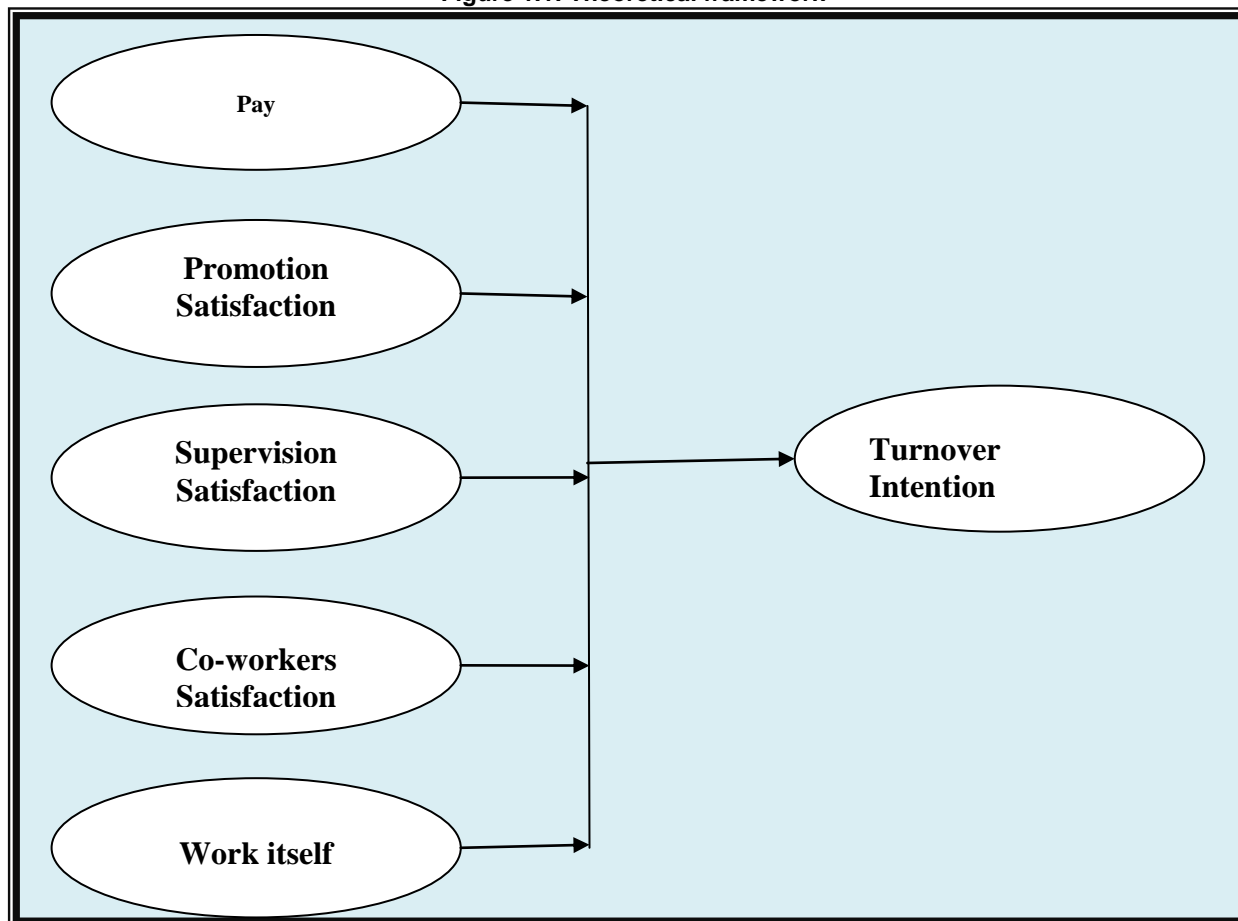 Pay
Promotion
Satisfaction
Supervision
Satisfaction
Turnover
Intention
Co-workers
Satisfaction
Work itself